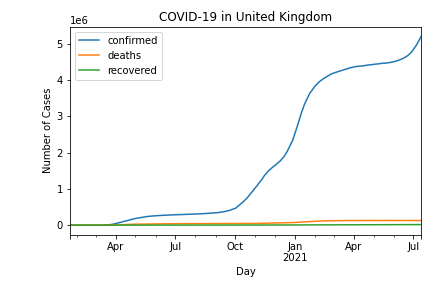 COVID-19 in United Kingdom
1e6
confirmed
deaths
recovered
Number of Cases
5
4
3
2
1
0
Apr
Jul
Oct
Jan
2021
Apr
Jul
Day